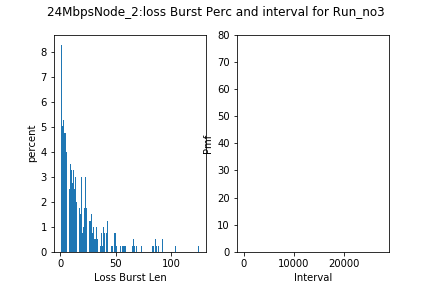 24MbpsNode_2:loss Burst Perc and interval for Run_no3
percent
8
7
6
5
4
3
2
1
0
0 50 100
Loss Burst Len
Pmf
80
70
60
50
40
30
20
10
0
0 10000 20000
Interval